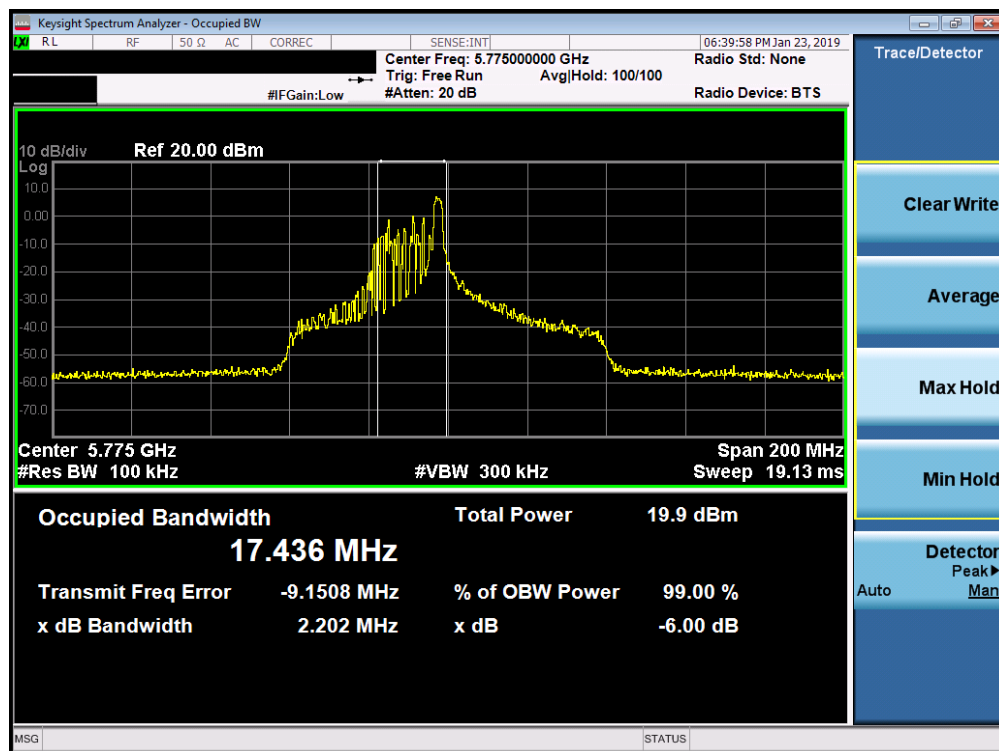 Keysight Spectrum Analyzer - Occupied BW
LXI RL RF 50 Ω AC CORREC SENSE:INT 06:39:58 PM Jan 23, 2019
Center Freq: 5.775000000 GHz Radio Std: None
Trig: Free Run Avg|Hold: 100/100
#IFGain:Low #Atten: 20 dB Radio Device: BTS
10 dB/div Ref 20.00 dBm
Log
10.0
0.00
-10.0
-20.0
-30.0
-40.0
-50.0
-60.0
-70.0
Center 5.775 GHz Span 200 MHz
#Res BW 100 kHz #VBW 300 kHz Sweep 19.13 ms
Occupied Bandwidth Total Power 19.9 dBm
17.436 MHz
Transmit Freq Error -9.1508 MHz % of OBW Power 99.00 %
x dB Bandwidth 2.202 MHz x dB -6.00 dB
Trace/Detector
Clear Write
Average
Max Hold
Min Hold
Detector
Peak▶
Auto Man
MSG STATUS